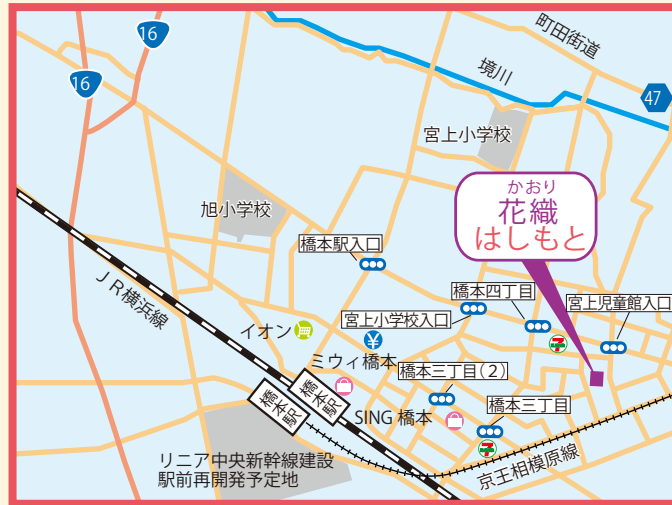 16
町田街道
16
境川
47
宮上小学校
かおり
花織
はしもと
旭小学校
橋本駅入口
橋本四丁目
宮上児童館入口
JR横浜線
イオン
宮上小学校入口
¥
ミウィ橋本
7
橋本三丁目(2)
橋本駅
橋本駅
SING 橋本
橋本三丁目
7
京王相模原線
リニア中央新幹線建設
駅前再開発予定地